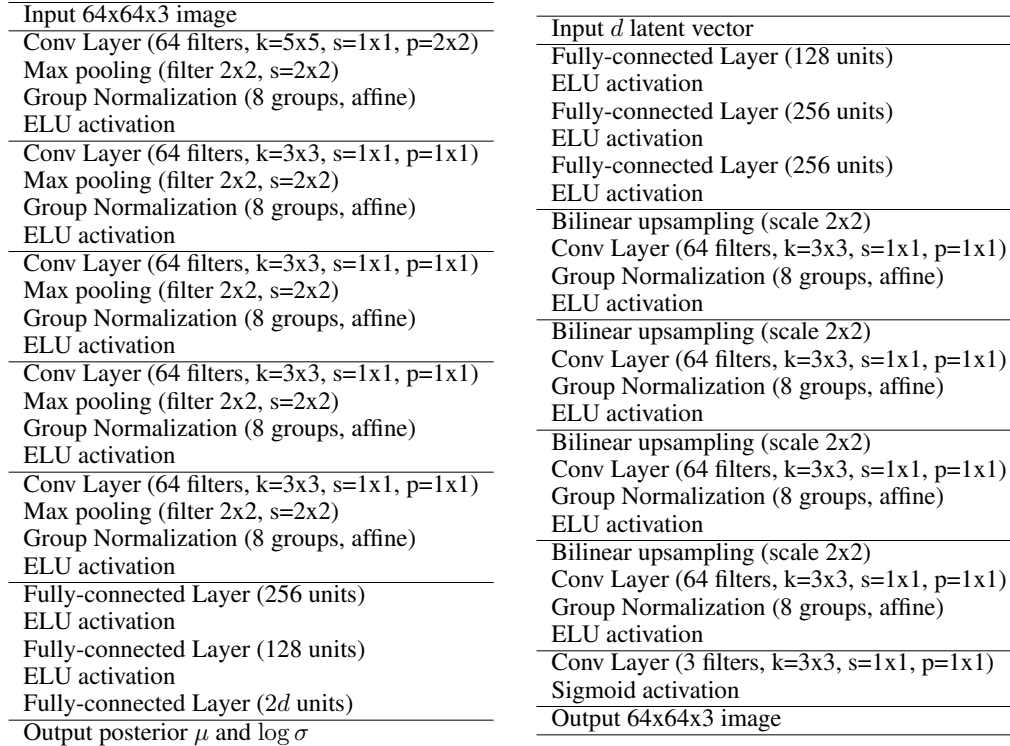 Input 64x64x3 image
Conv Layer (64 filters, k=5x5, s=1x1, p=2x2)
Max pooling (filter 2x2, s=2x2)
Group Normalization (8 groups, affine)
ELU activation
Conv Layer (64 filters, k=3x3, s=1x1, p=1x1)
Max pooling (filter 2x2, s=2x2)
Group Normalization (8 groups, affine)
ELU activation
Conv Layer (64 filters, k=3x3, s=1x1, p=1x1)
Max pooling (filter 2x2, s=2x2)
Group Normalization (8 groups, affine)
ELU activation
Conv Layer (64 filters, k=3x3, s=1x1, p=1x1)
Max pooling (filter 2x2, s=2x2)
Group Normalization (8 groups, affine)
ELU activation
Conv Layer (64 filters, k=3x3, s=1x1, p=1x1)
Max pooling (filter 2x2, s=2x2)
Group Normalization (8 groups, affine)
ELU activation
Fully-connected Layer (256 units)
ELU activation
Fully-connected Layer (128 units)
ELU activation
Fully-connected Layer (2d units)
Output posterior μ and log σ
Input d latent vector
Fully-connected Layer (128 units)
ELU activation
Fully-connected Layer (256 units)
ELU activation
Fully-connected Layer (256 units)
ELU activation
Bilinear upsampling (scale 2x2)
Conv Layer (64 filters, k=3x3, s=1x1, p=1x1)
Group Normalization (8 groups, affine)
ELU activation
Bilinear upsampling (scale 2x2)
Conv Layer (64 filters, k=3x3, s=1x1, p=1x1)
Group Normalization (8 groups, affine)
ELU activation
Bilinear upsampling (scale 2x2)
Conv Layer (64 filters, k=3x3, s=1x1, p=1x1)
Group Normalization (8 groups, affine)
ELU activation
Bilinear upsampling (scale 2x2)
Conv Layer (64 filters, k=3x3, s=1x1, p=1x1)
Group Normalization (8 groups, affine)
ELU activation
Conv Layer (3 filters, k=3x3, s=1x1, p=1x1)
Sigmoid activation
Output 64x64x3 image